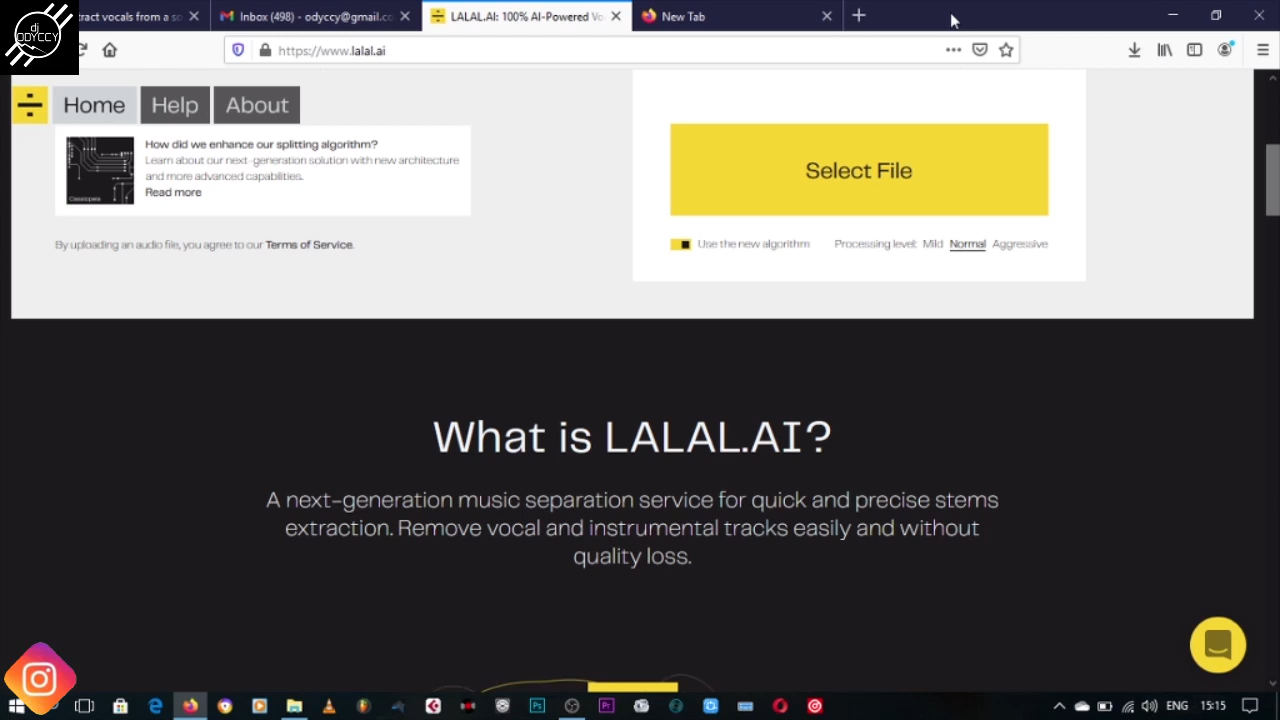 dj
ODYCCY
tract vocals from a so
Inbox (498) - odyccy@gmail.co
LALAL.AI: 100% AI-Powered Vo
New Tab
https://www.lalal.ai
Home
Help
About
How did we enhance our splitting algorithm?
Learn about our next-generation solution with new architecture
and more advanced capabilities.
Read more
Cassiopeia
By uploading an audio file, you agree to our Terms of Service.
Select File
Use the new algorithm
Processing level: Mild Normal Aggressive
What is LALAL.AI?
A next-generation music separation service for quick and precise stems
extraction. Remove vocal and instrumental tracks easily and without
quality loss.
Ps
Pr
ENG
15:15